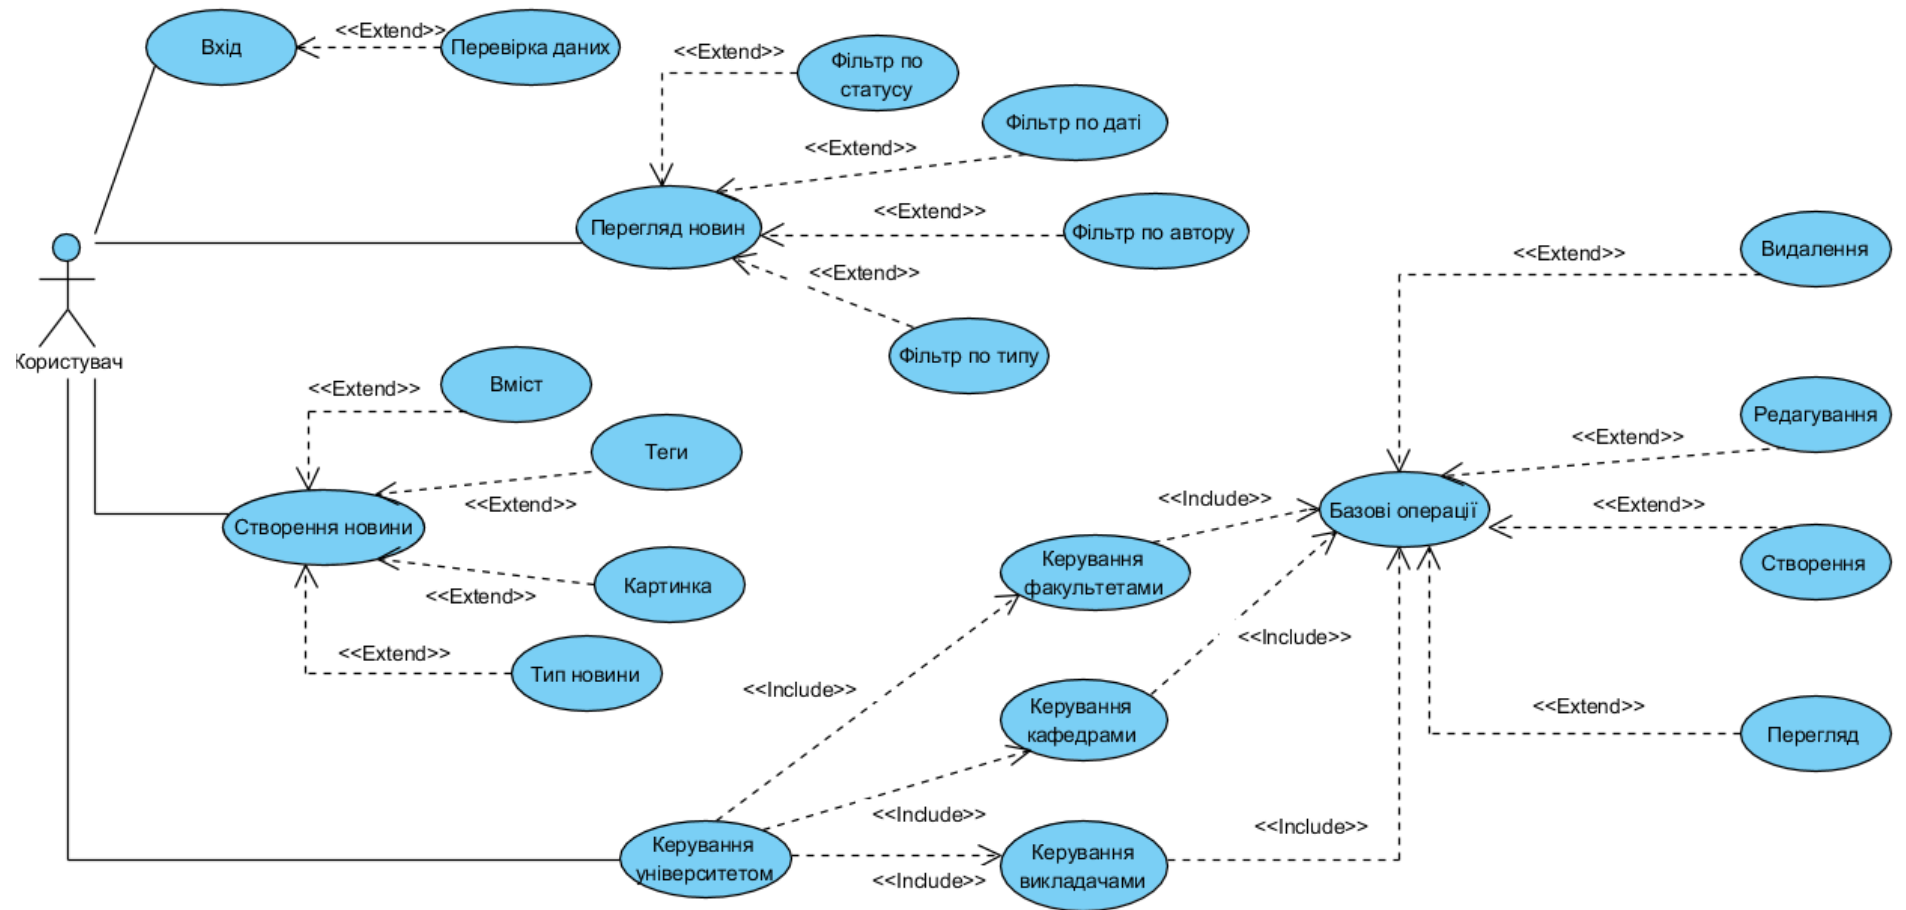 Вхід
<<Extend>>
Перевірка даних
<<Extend>>
Фільтр по
статусу
<<Extend>>
Фільтр по даті
<<Extend>>
Перегляд новин
Фільтр по автору
<<Extend>>
Фільтр по типу
Користувач
<<Extend>>
Вміст
Теги
<<Extend>>
Створення новини
<<Extend>>
Картинка
<<Extend>>
Тип новини
<<Extend>>
Видалення
<<Extend>>
Редагування
<<Include>>
Базові операції
<<Extend>>
Створення
Керування
факультетами
<<Include>>
<<Include>>
Керування
кафедрами
<<Extend>>
Перегляд
<<Include>>
Керування
університетом
<<Include>>
Керування
викладачами
<<Include>>